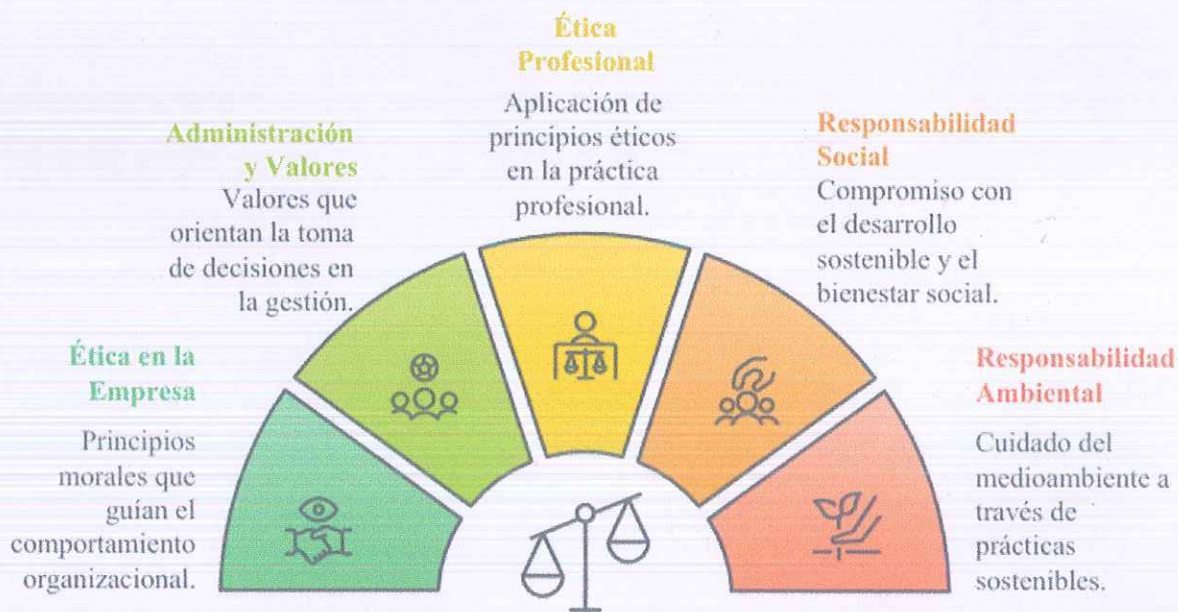 Ética
Profesional
Aplicación de
principios éticos
en la práctica
profesional.
Administración
y Valores
Valores que
orientan la toma
de decisiones en
la gestión.
Responsabilidad
Social
Compromiso con
el desarrollo
sostenible y el
bienestar social.
Ética en la
Empresa
Principios
morales que
guían el
comportamiento
organizacional.
Responsabilidad
Ambiental
Cuidado del
medioambiente a
través de
prácticas
sostenibles.